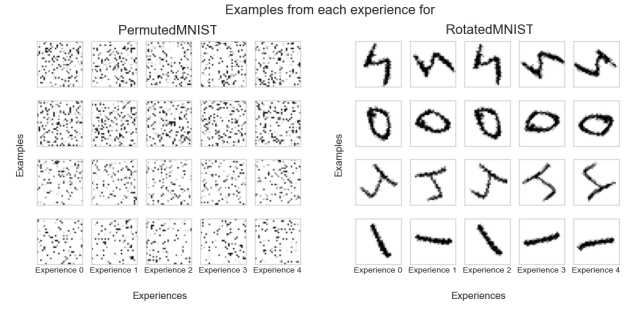 Examples from each experience for
PermutedMNIST
Examples
Experience 0 Experience 1 Experience 2 Experience 3 Experience 4
Experiences
RotatedMNIST
Examples
Experience 0 Experience 1 Experience 2 Experience 3 Experience 4
Experiences